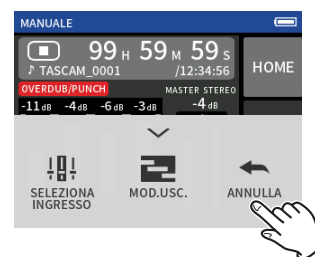 MANUALE
99 H 59 M 59 S
♪ TASCAM_0001 /12:34:56
HOME
OVERDUB/PUNCH MASTER STEREO
-11 dB -4 dB -6 dB -3 dB -4 dB
SELEZIONA INGRESSO
MOD.USC.
ANNULLA